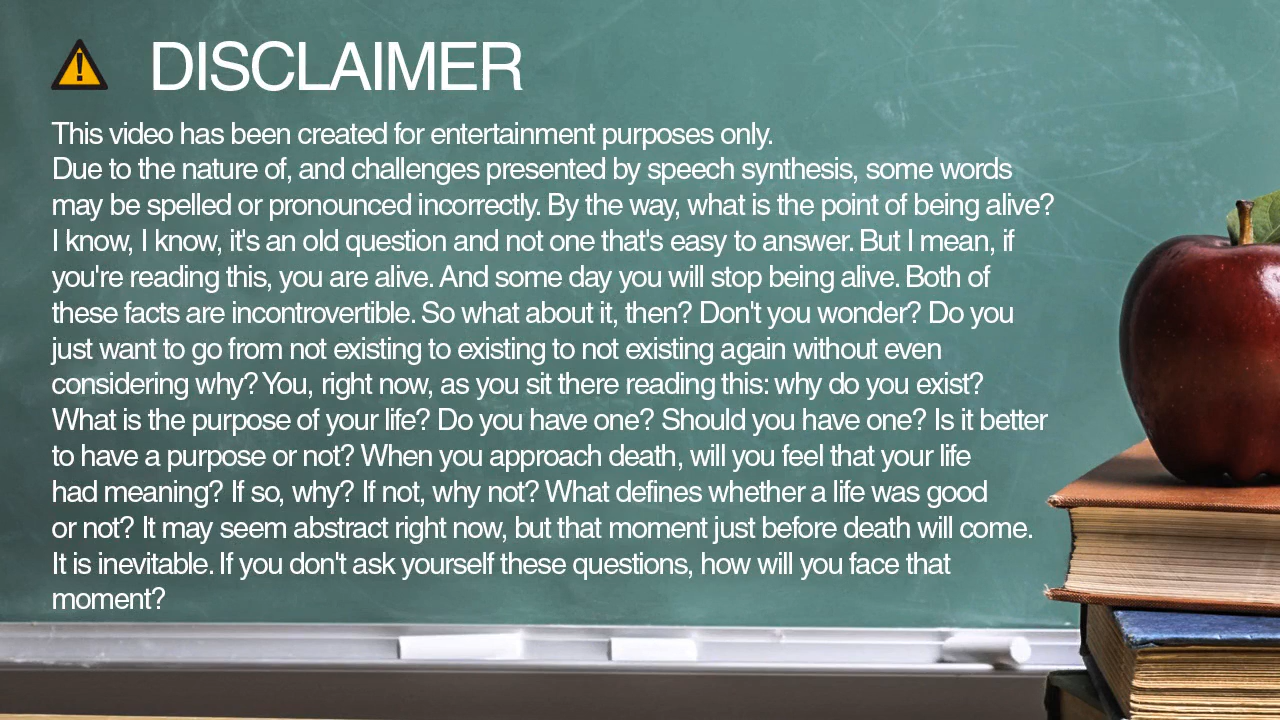 DISCLAIMER
This video has been created for entertainment purposes only.
Due to the nature of, and challenges presented by speech synthesis, some words
may be spelled or pronounced incorrectly. By the way, what is the point of being alive?
I know, I know, it's an old question and not one that's easy to answer. But I mean, if
you're reading this, you are alive. And some day you will stop being alive. Both of
these facts are incontrovertible. So what about it, then? Don't you wonder? Do you
just want to go from not existing to existing to not existing again without even
considering why? You, right now, as you sit there reading this: why do you exist?
What is the purpose of your life? Do you have one? Should you have one? Is it better
to have a purpose or not? When you approach death, will you feel that your life
had meaning? If so, why? If not, why not? What defines whether a life was good
or not? It may seem abstract right now, but that moment just before death will come.
It is inevitable. If you don't ask yourself these questions, how will you face that
moment?